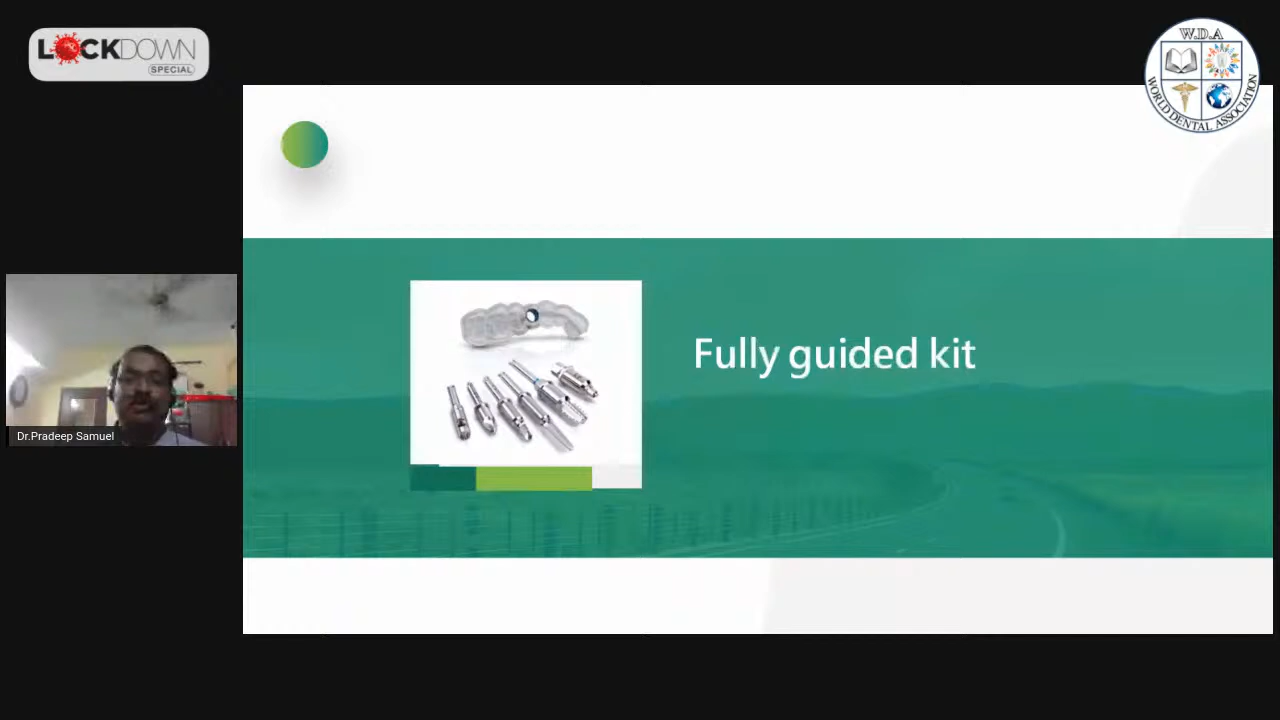 LOCKDOWN
SPECIAL
W.D.A
WORLD DENTAL ASSOCIATION
Fully guided kit
Dr.Pradeep Samuel